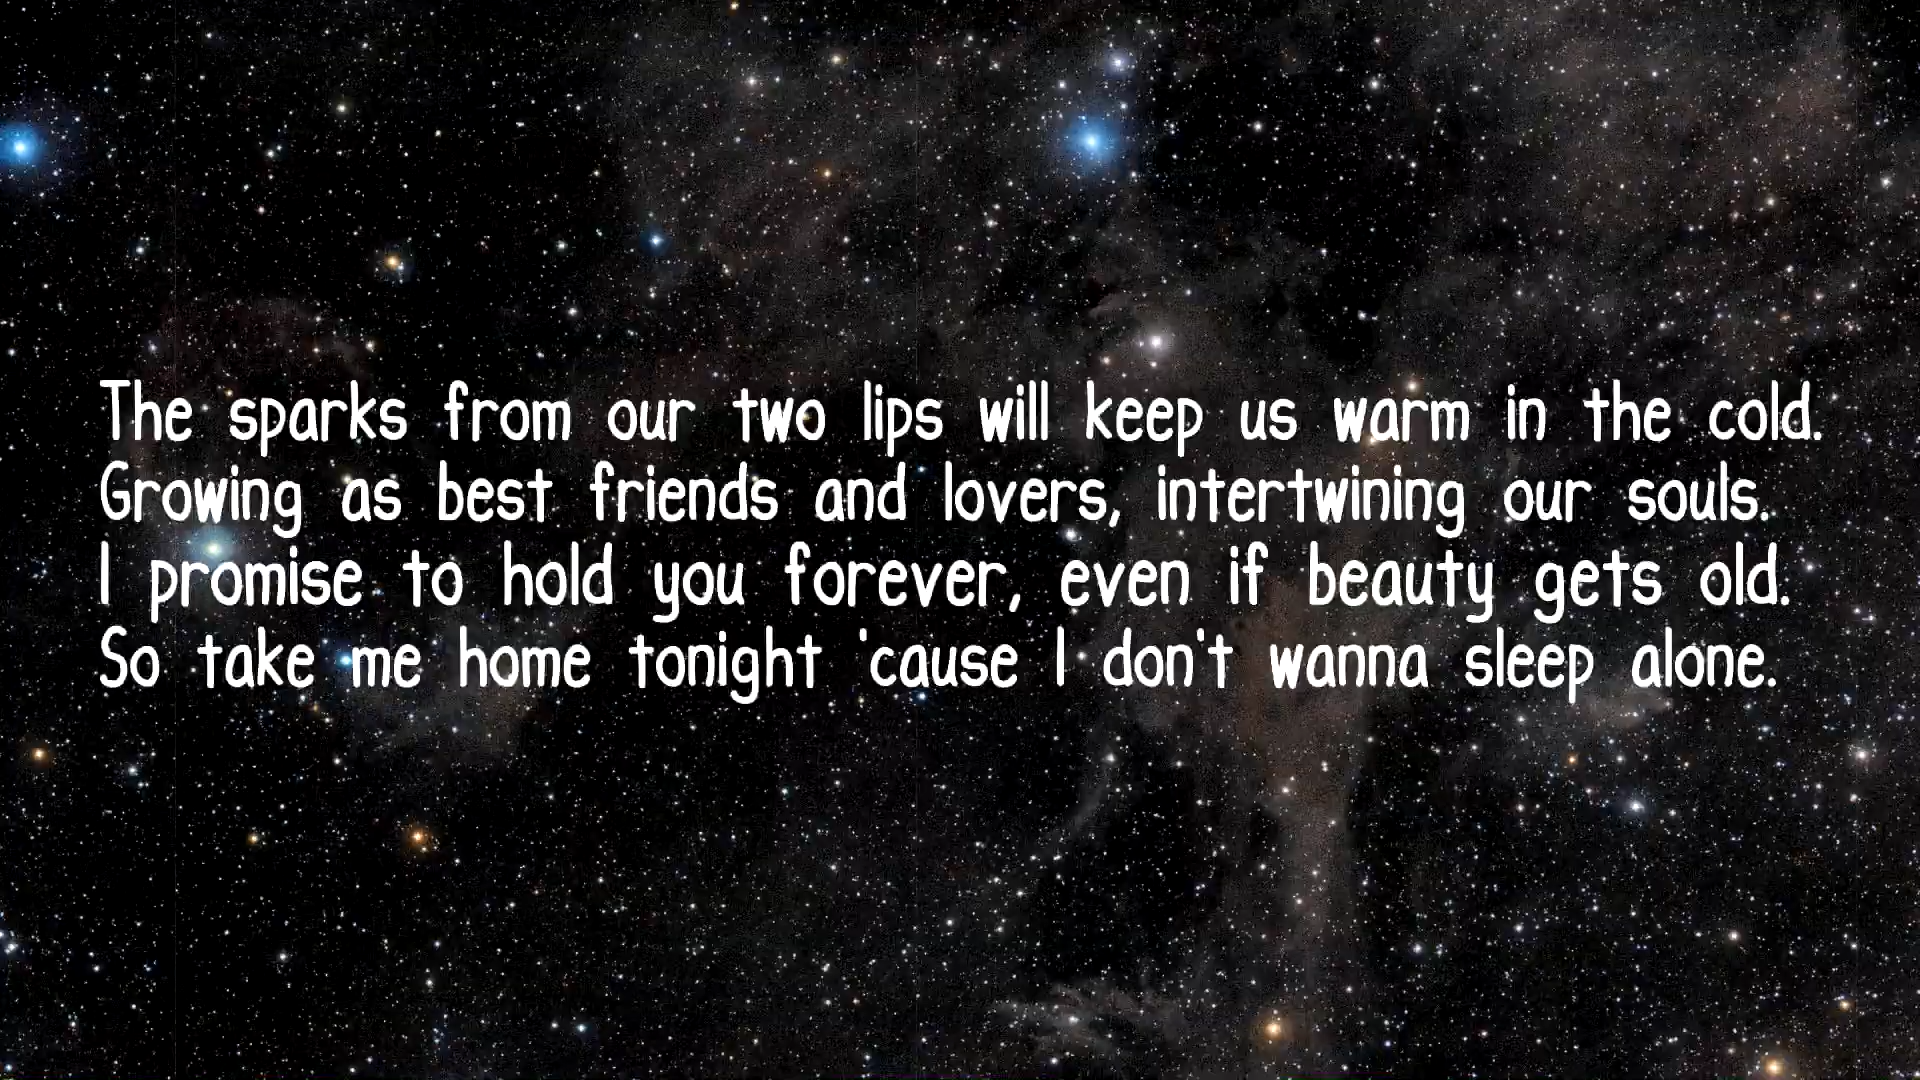 The sparks from our two lips will keep us warm in the cold.
Growing as best friends and lovers, intertwining our souls.
I promise to hold you forever, even if beauty gets old.
So take me home tonight 'cause I don't wanna sleep alone.